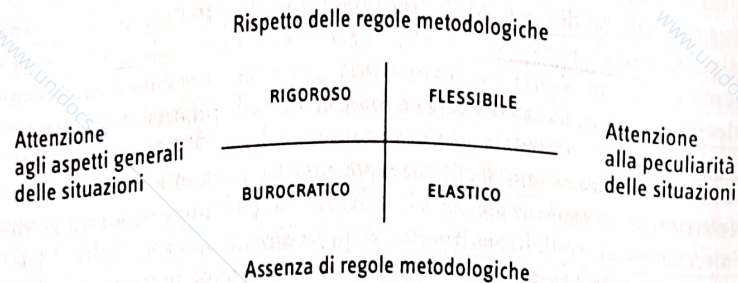 Rispetto delle regole metodologiche
RIGOROSO
FLESSIBILE
Attenzione
agli aspetti generali
delle situazioni
Attenzione
alla peculiarità
delle situazioni
BUROCRATICO
ELASTICO
Assenza di regole metodologiche